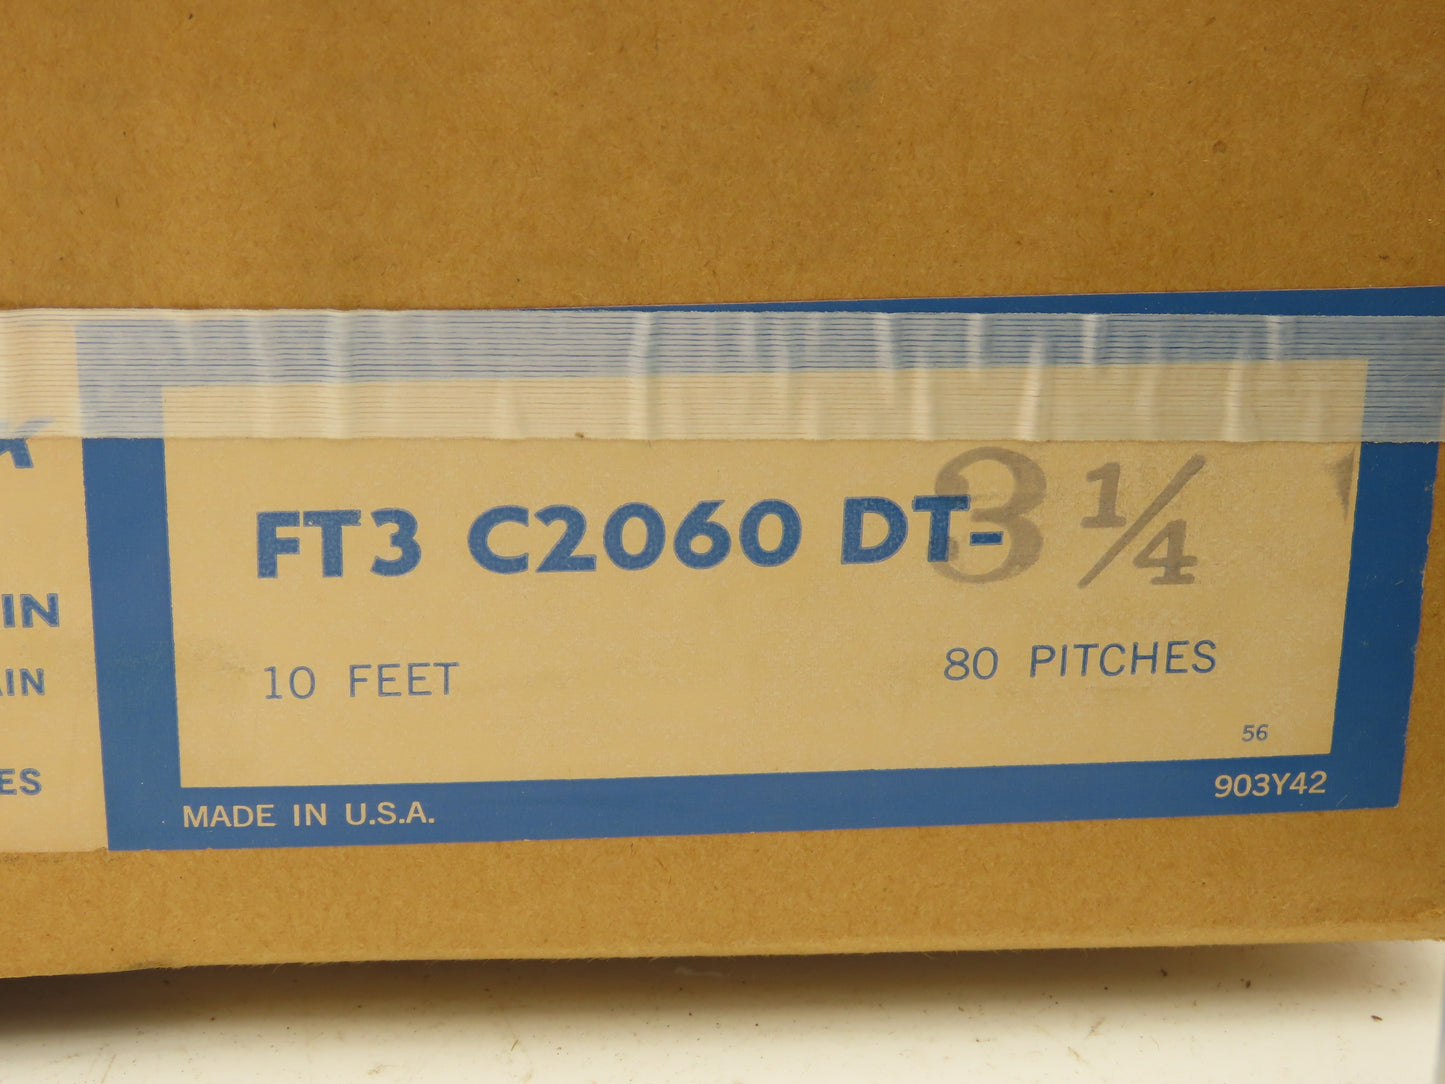 FT3 C2060 DT-3 1/4
IN
10 FEET 80 PITCHES
AIN
56
ES
903Y42
MADE IN U.S.A.